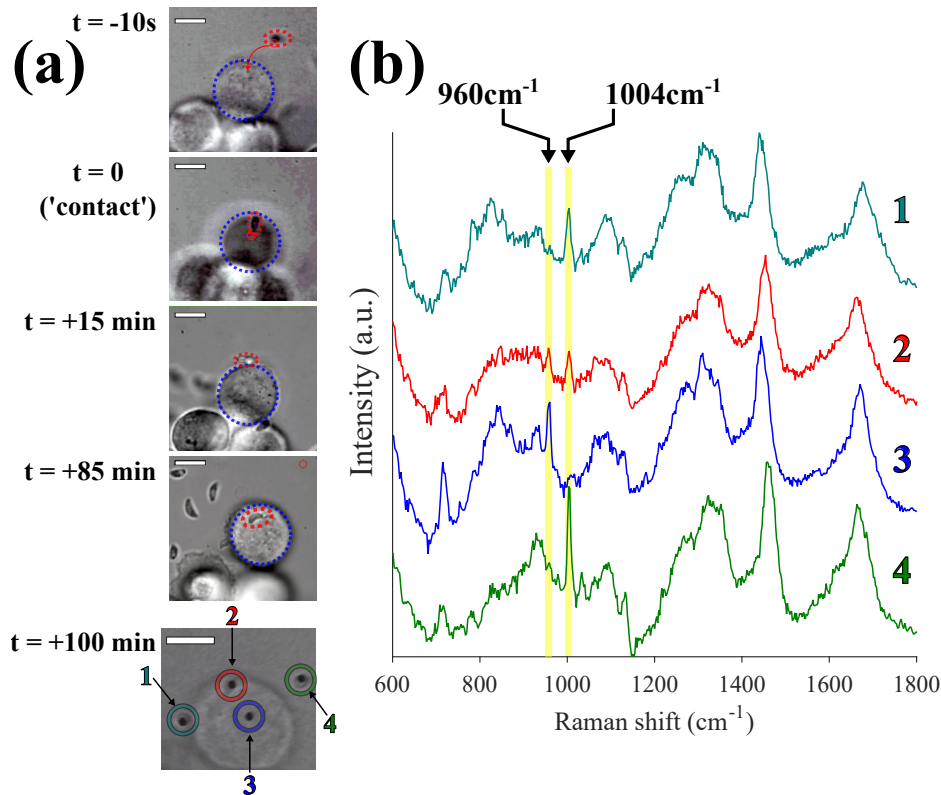 (a)
t = -10s
t = 0
('contact')
t = +15 min
t = +85 min
t = +100 min
2
1
4
3
(b)
960cm⁻¹
1004cm⁻¹
1
2
3
4
Intensity (a.u.)
600
800
1000
1200
1400
1600
1800
Raman shift (cm⁻¹)